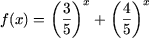 f(x) = (3/5)^x + (4/5)^x